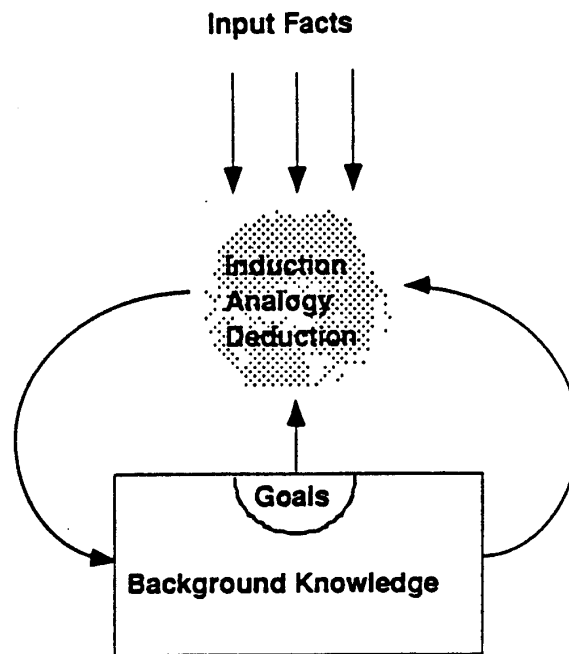 Input Facts
Induction
Analogy
Deduction
Goals
Background Knowledge